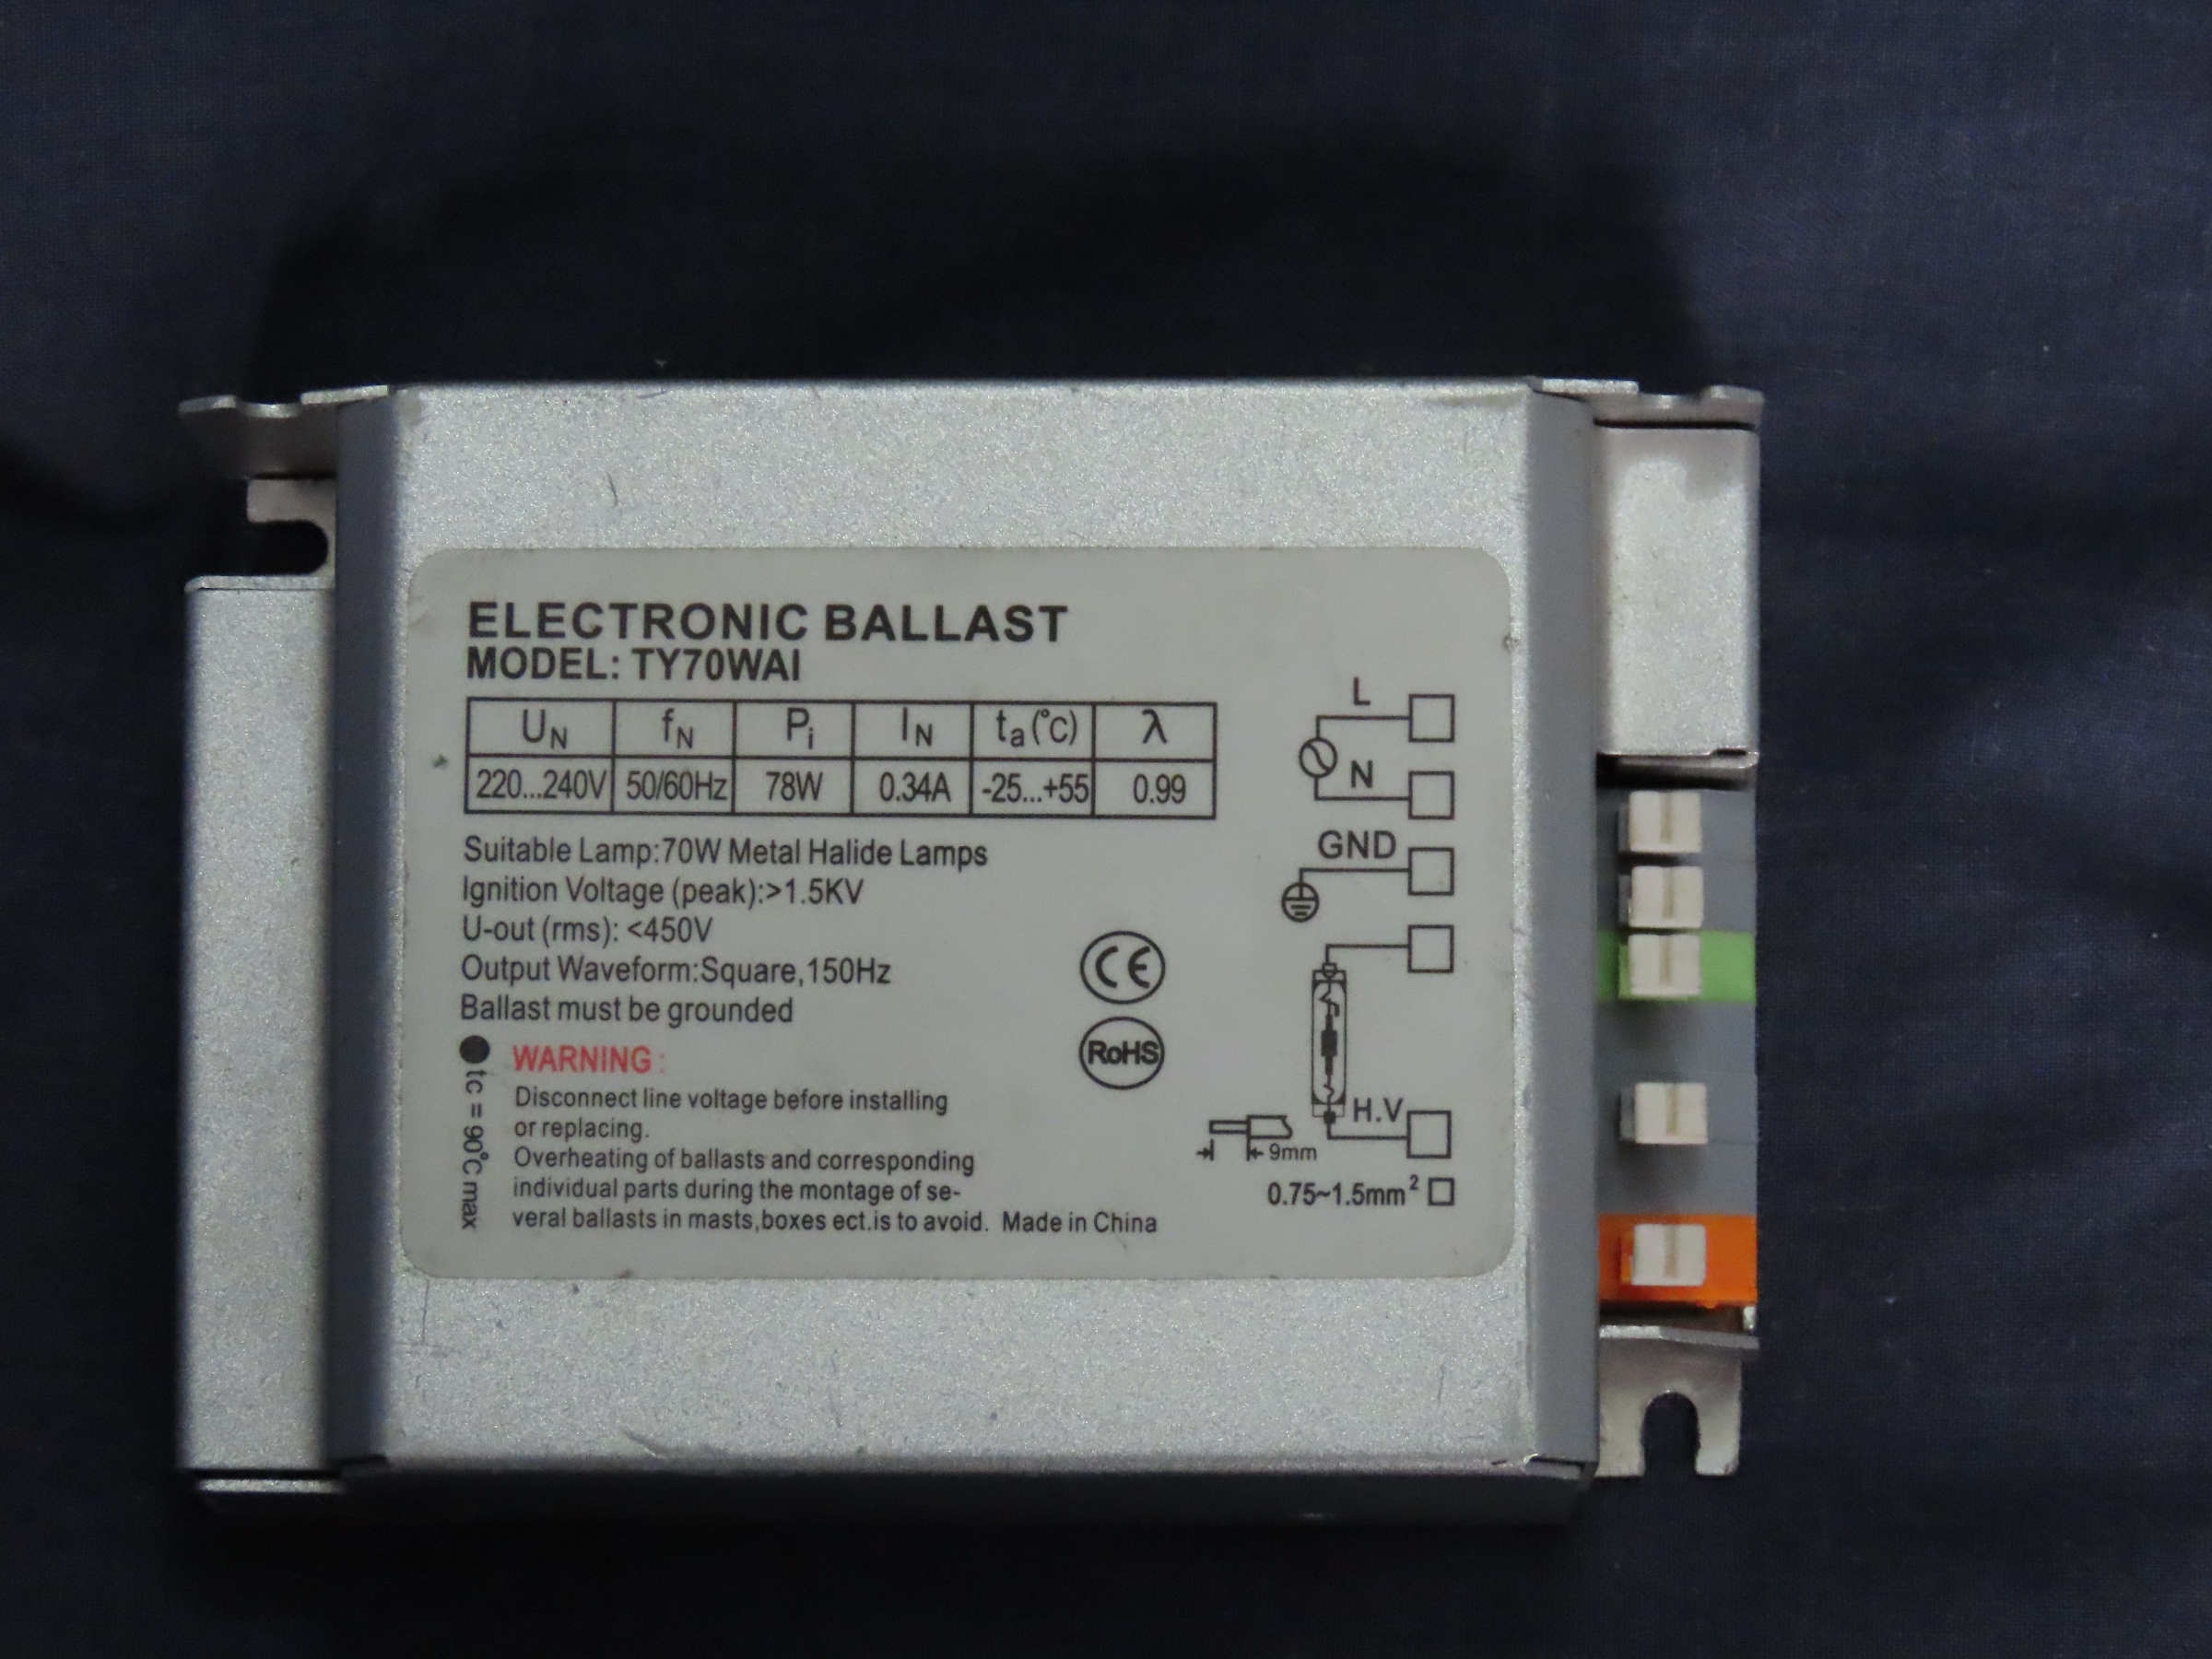 ELECTRONIC BALLAST
MODEL: TY70WAI
UN fN Pi IN ta(℃) λ
220...240V 50/60Hz 78W 0.34A -25...+55 0.99
Suitable Lamp:70W Metal Halide Lamps
Ignition Voltage (peak):>1.5KV
U-out (rms): <450V
Output Waveform:Square,150Hz
Ballast must be grounded
tc = 90℃ max
WARNING:
Disconnect line voltage before installing
or replacing.
Overheating of ballasts and corresponding
individual parts during the montage of se-
veral ballasts in masts,boxes ect.is to avoid. Made in China
CE
RoHS
L
N
GND
H.V
9mm
0.75~1.5mm²